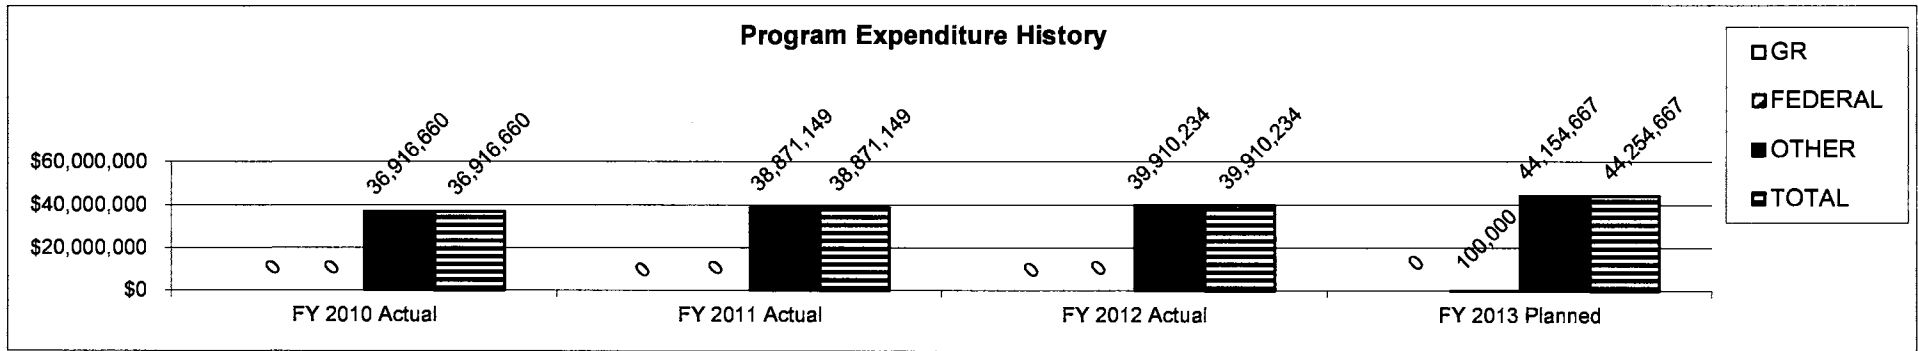 Program Expenditure History
GR
FEDERAL
OTHER
TOTAL
$60,000,000
$40,000,000
$20,000,000
$0
0
0
36,916,660
36,916,660
0
0
38,871,149
38,871,149
0
0
39,910,234
39,910,234
0
100,000
44,154,667
44,254,667
FY 2010 Actual
FY 2011 Actual
FY 2012 Actual
FY 2013 Planned